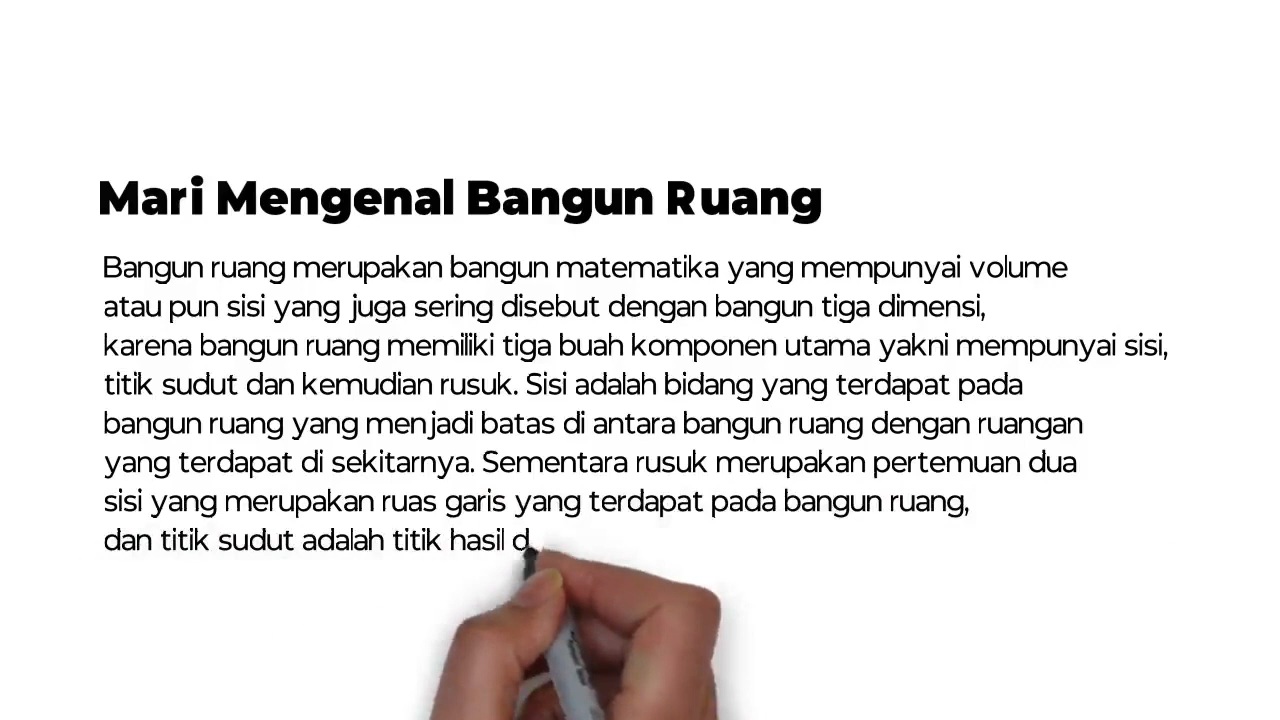 Mari Mengenal Bangun Ruang
Bangun ruang merupakan bangun matematika yang mempunyai volume
atau pun sisi yang juga sering disebut dengan bangun tiga dimensi,
karena bangun ruang memiliki tiga buah komponen utama yakni mempunyai sisi,
titik sudut dan kemudian rusuk. Sisi adalah bidang yang terdapat pada
bangun ruang yang menjadi batas di antara bangun ruang dengan ruangan
yang terdapat di sekitarnya. Sementara rusuk merupakan pertemuan dua
sisi yang merupakan ruas garis yang terdapat pada bangun ruang,
dan titik sudut adalah titik hasil d